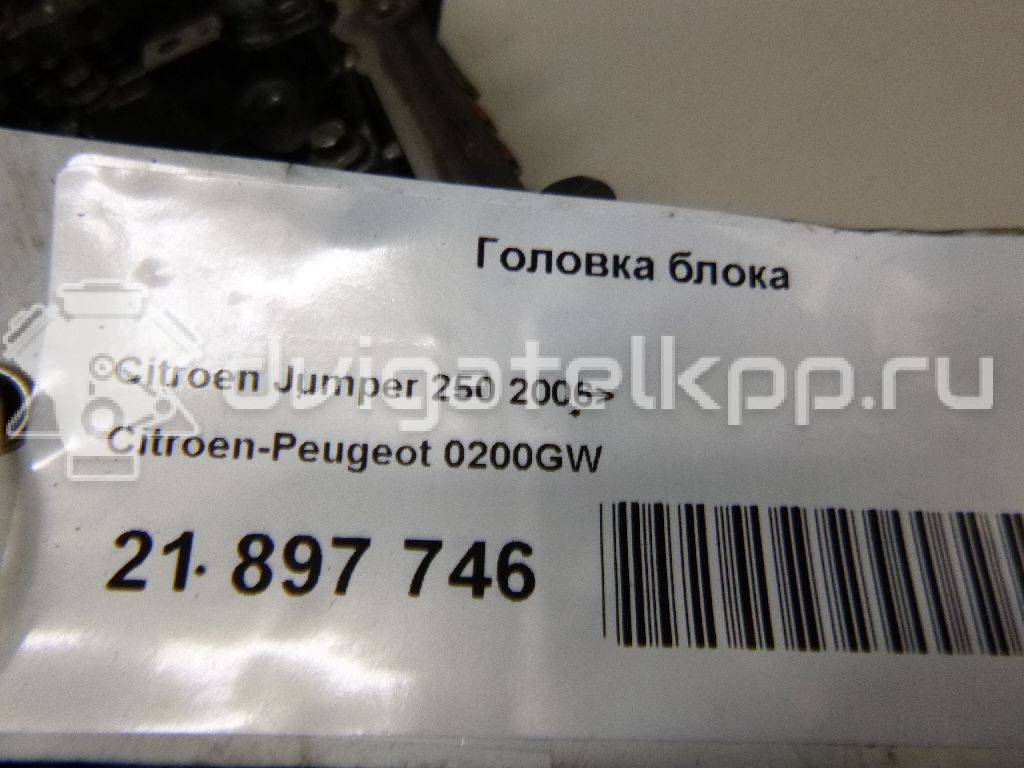 Головка блока
Citroen Jumper 250 2006>
Citroen-Peugeot 0200GW
21 897 746
dvigatelkpp.ru